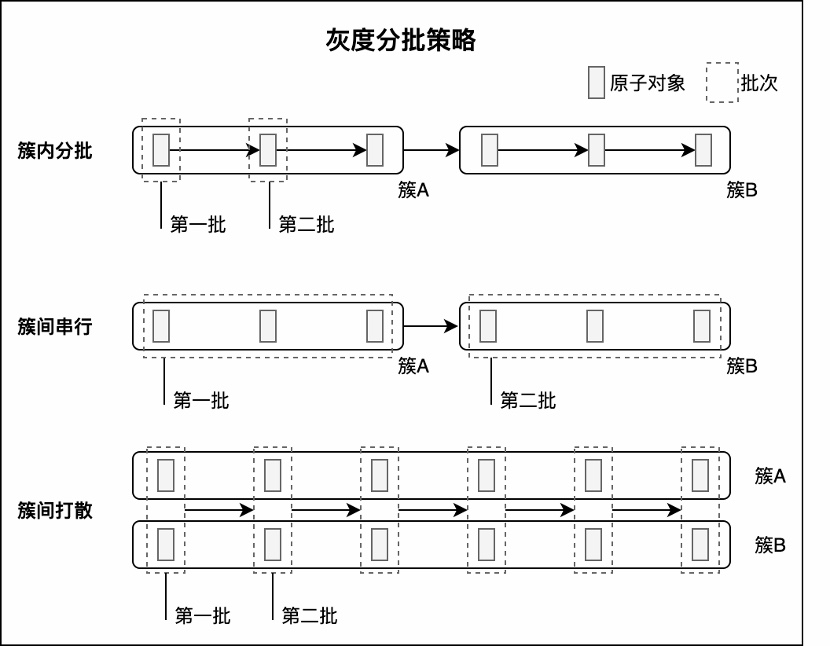 灰度分批策略
原子对象 批次
簇内分批
簇A 簇B
第一批 第二批
簇间串行
簇A 簇B
第一批 第二批
簇A
簇间打散
簇B
第一批 第二批